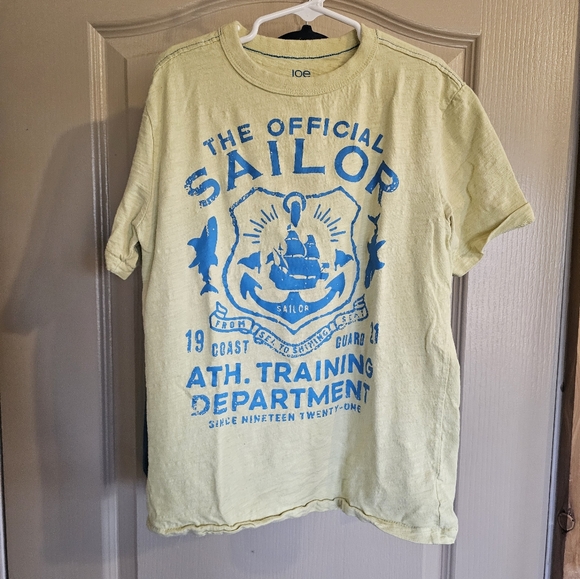 joe
THE OFFICIAL
SAILOR
SAILOR
FROM SEA TO SHINING SEA
19 COAST GUARD 21
ATH. TRAINING
DEPARTMENT
SINCE NINETEEN TWENTY-ONE